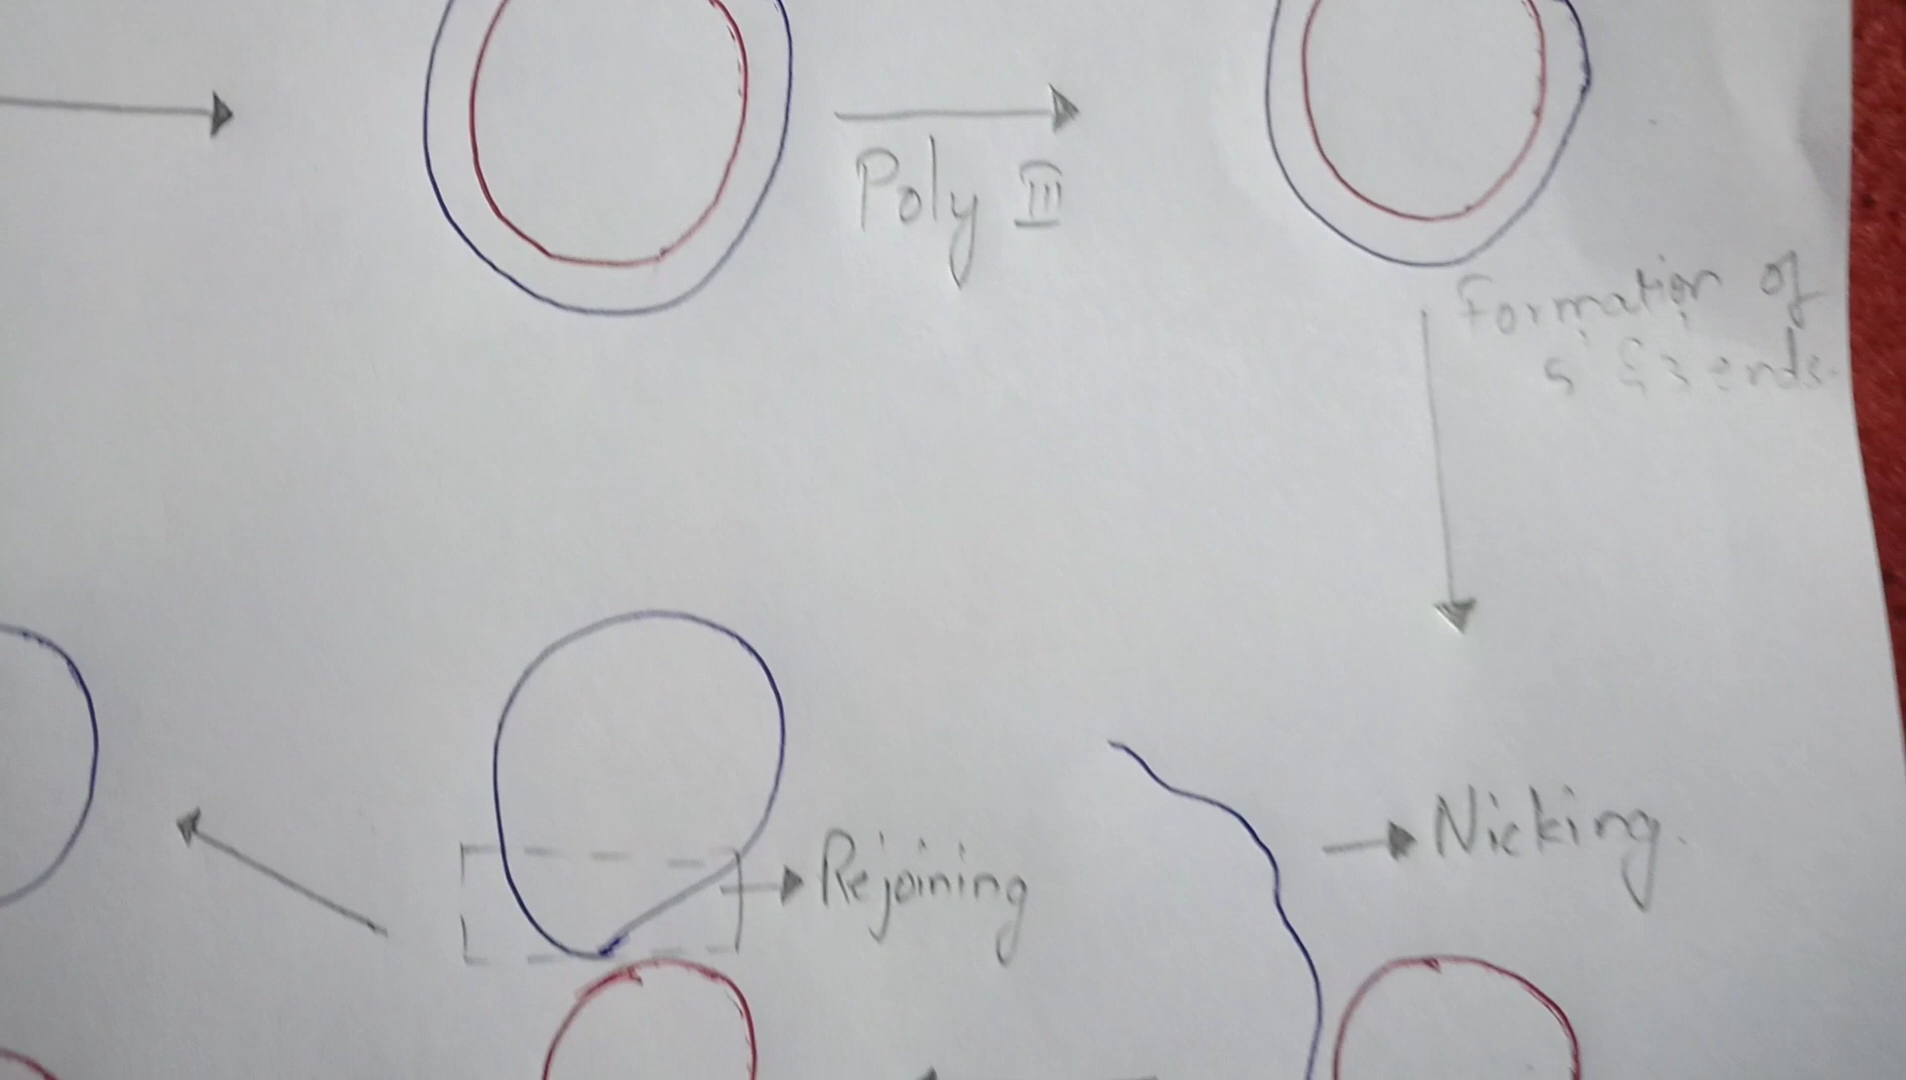 Poly III
Formation of
5' & 3 ends.
Rejoining
Nicking.